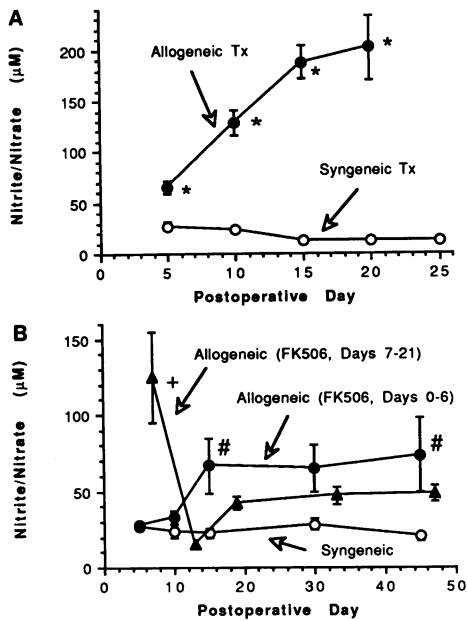 A
Nitrite/Nitrate (μM)
200
150
100
50
0
Allogeneic Tx
Syngeneic Tx
*
*
*
*
0 5 10 15 20 25
Postoperative Day
B
Nitrite/Nitrate (μM)
150
100
50
0
Allogeneic (FK506, Days 7-21)
+
Allogeneic (FK506, Days 0-6)
#
#
Syngeneic
0 10 20 30 40 50
Postoperative Day